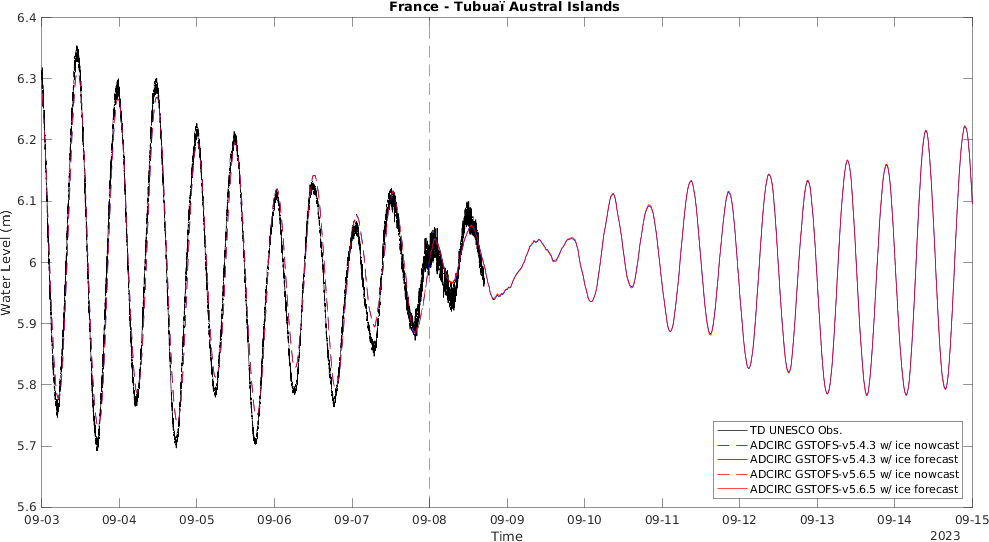 France - Tubuaï Austral Islands
Water Level (m)
6.4
6.3
6.2
6.1
6
5.9
5.8
5.7
5.6
TD UNESCO Obs.
ADCIRC GSTOFS-v5.4.3 w/ ice nowcast
ADCIRC GSTOFS-v5.4.3 w/ ice forecast
ADCIRC GSTOFS-v5.6.5 w/ ice nowcast
ADCIRC GSTOFS-v5.6.5 w/ ice forecast
09-03 09-04 09-05 09-06 09-07 09-08 09-09 09-10 09-11 09-12 09-13 09-14 09-15
Time
2023